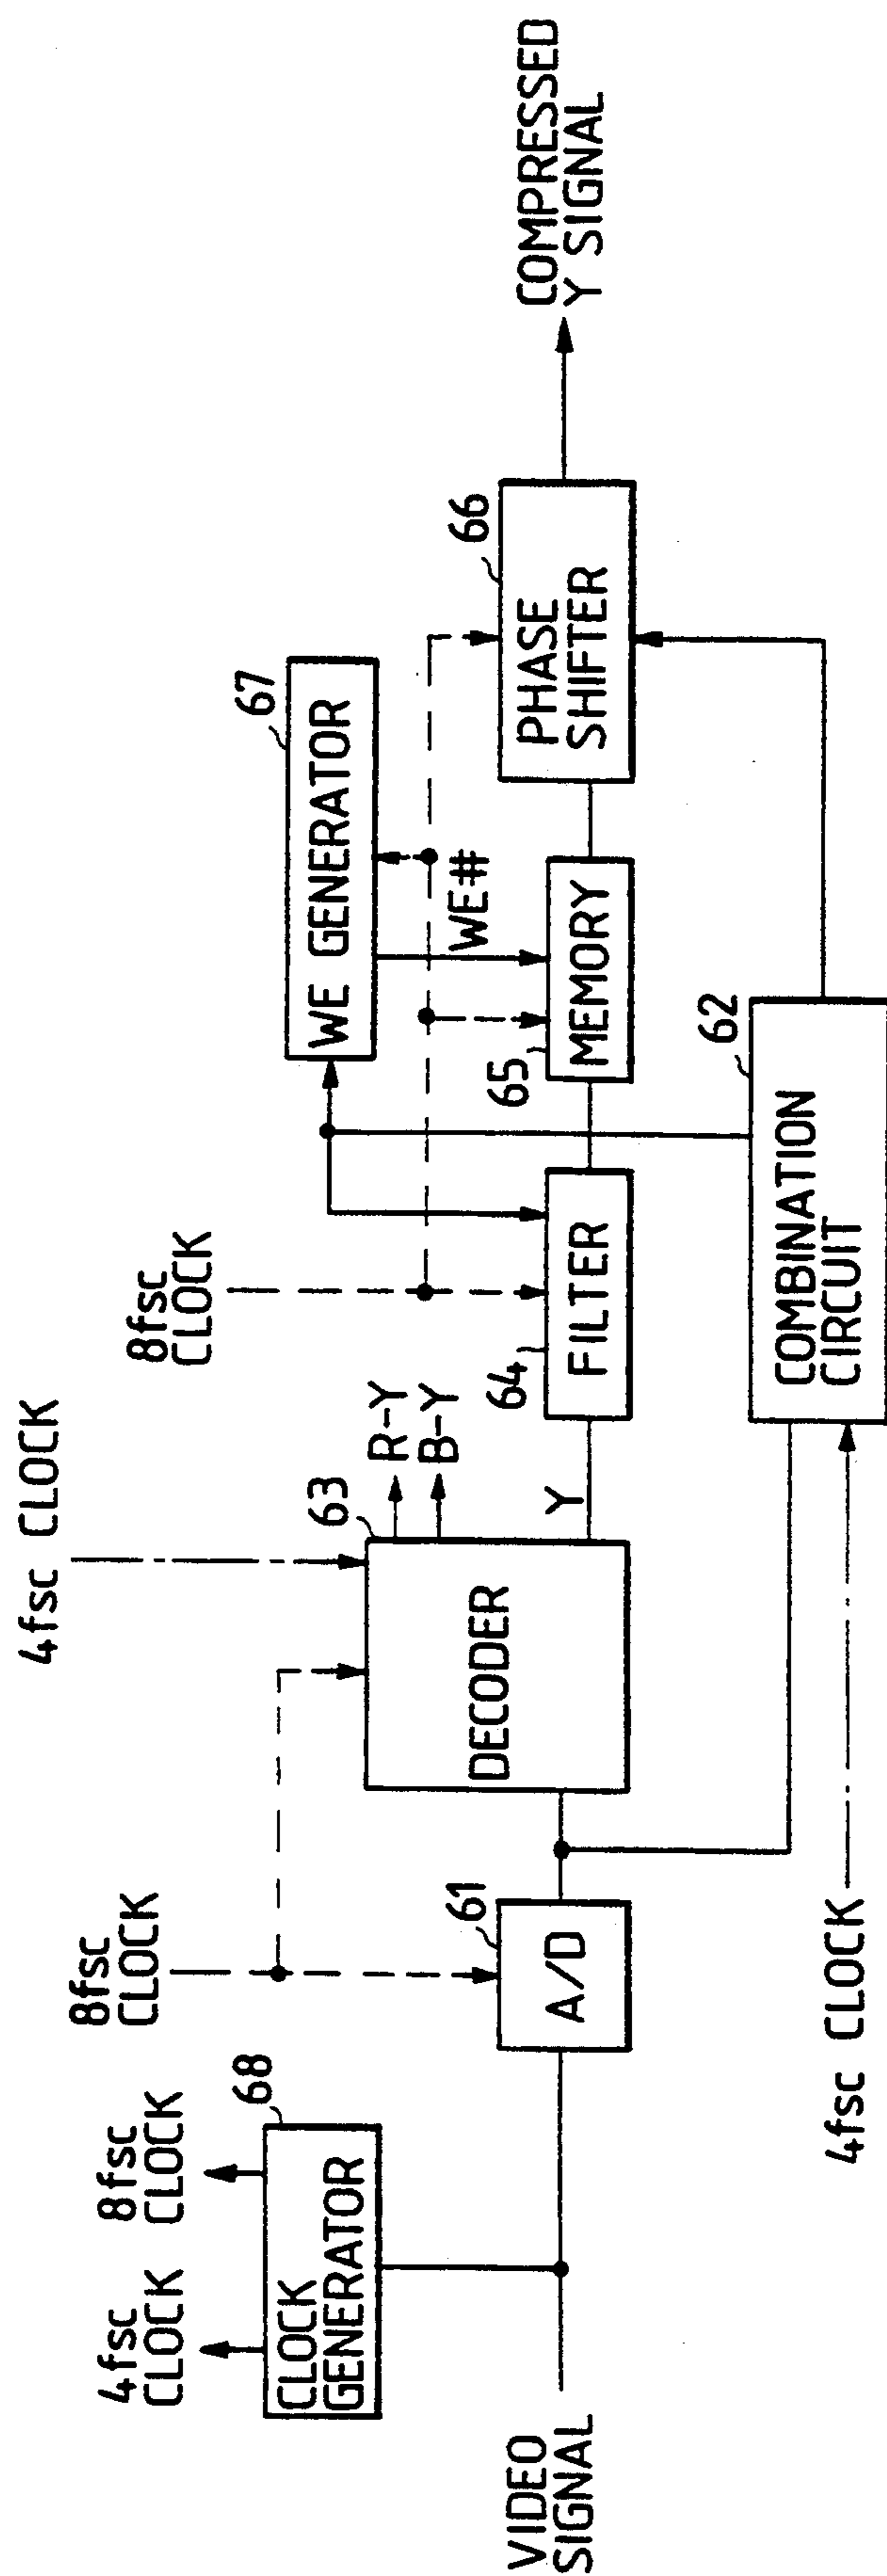 VIDEO
SIGNAL
4fsc
CLOCK
8fsc
CLOCK
CLOCK
GENERATOR
68
8fsc
CLOCK
A/D
61
4fsc CLOCK
DECODER
63
R-Y
B-Y
Y
4fsc CLOCK
COMBINATION
CIRCUIT
62
8fsc
CLOCK
FILTER
64
WE GENERATOR
67
WE#
MEMORY
65
PHASE
SHIFTER
66
COMPRESSED
Y SIGNAL